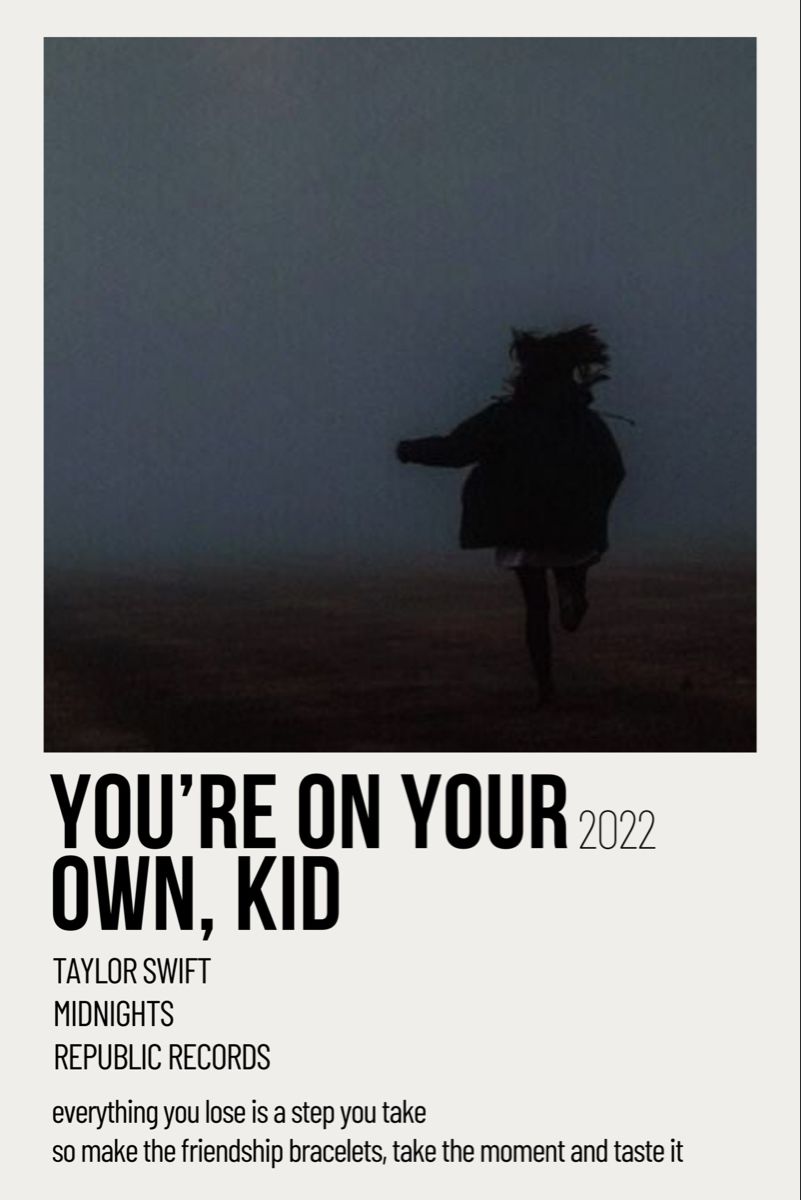 YOU’RE ON YOUR 2022
OWN, KID
TAYLOR SWIFT
MIDNIGHTS
REPUBLIC RECORDS
everything you lose is a step you take
so make the friendship bracelets, take the moment and taste it